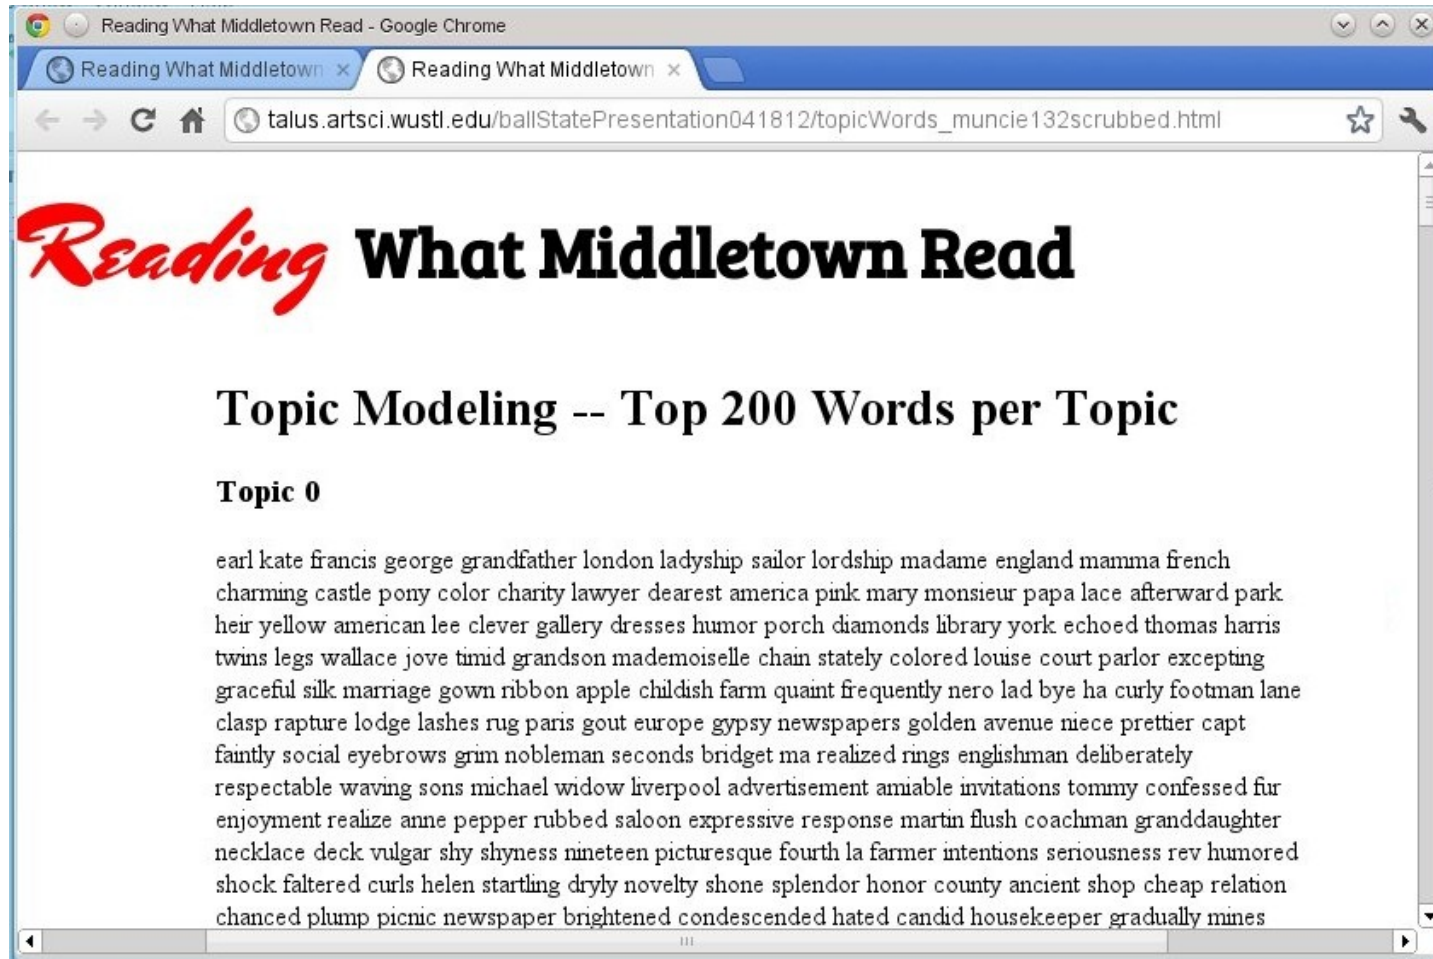 Reading What Middletown Read - Google Chrome
Reading What Middletown
Reading What Middletown
talus.artsci.wustl.edu/ballStatePresentation041812/topicWords_muncie132scrubbed.html
Reading What Middletown Read
Topic Modeling -- Top 200 Words per Topic
Topic 0
earl kate francis george grandfather london ladyship sailor lordship madame england mamma french
charming castle pony color charity lawyer dearest america pink mary monsieur papa lace afterward park
heir yellow american lee clever gallery dresses humor porch diamonds library york echoed thomas harris
twins legs wallace jove timid grandson mademoiselle chain stately colored louise court parlor excepting
graceful silk marriage gown ribbon apple childish farm quaint frequently nero lad bye ha curly footman lane
clasp rapture lodge lashes rug paris gout europe gypsy newspapers golden avenue niece prettier capt
faintly social eyebrows grim nobleman seconds bridget ma realized rings englishman deliberately
respectable waving sons michael widow liverpool advertisement amiable invitations tommy confessed fur
enjoyment realize anne pepper rubbed saloon expressive response martin flush coachman granddaughter
necklace deck vulgar shy shyness nineteen picturesque fourth la farmer intentions seriousness rev humored
shock faltered curls helen startling dryly novelty shone splendor honor county ancient shop cheap relation
chanced plump picnic newspaper brightened condescended hated candid housekeeper gradually mines